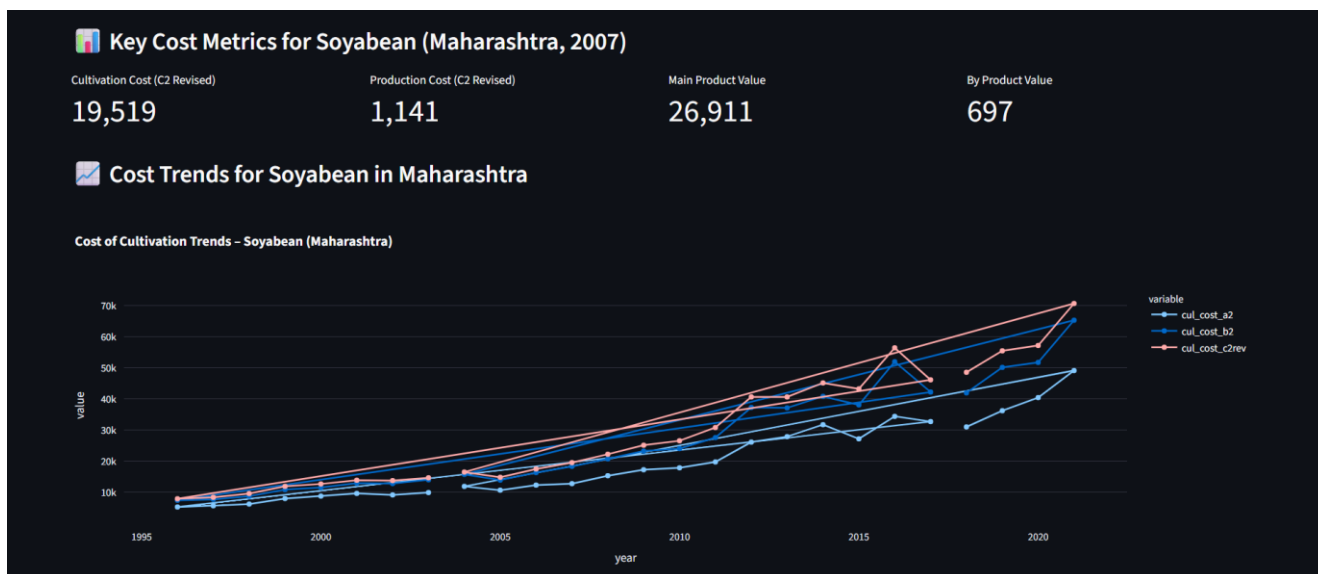 📊 Key Cost Metrics for Soyabean (Maharashtra, 2007)
Cultivation Cost (C2 Revised)
19,519
Production Cost (C2 Revised)
1,141
Main Product Value
26,911
By Product Value
697
📈 Cost Trends for Soyabean in Maharashtra
Cost of Cultivation Trends – Soyabean (Maharashtra)
variable
cul_cost_a2
cul_cost_b2
cul_cost_c2rev
value
70k
60k
50k
40k
30k
20k
10k
1995
2000
2005
2010
2015
2020
year